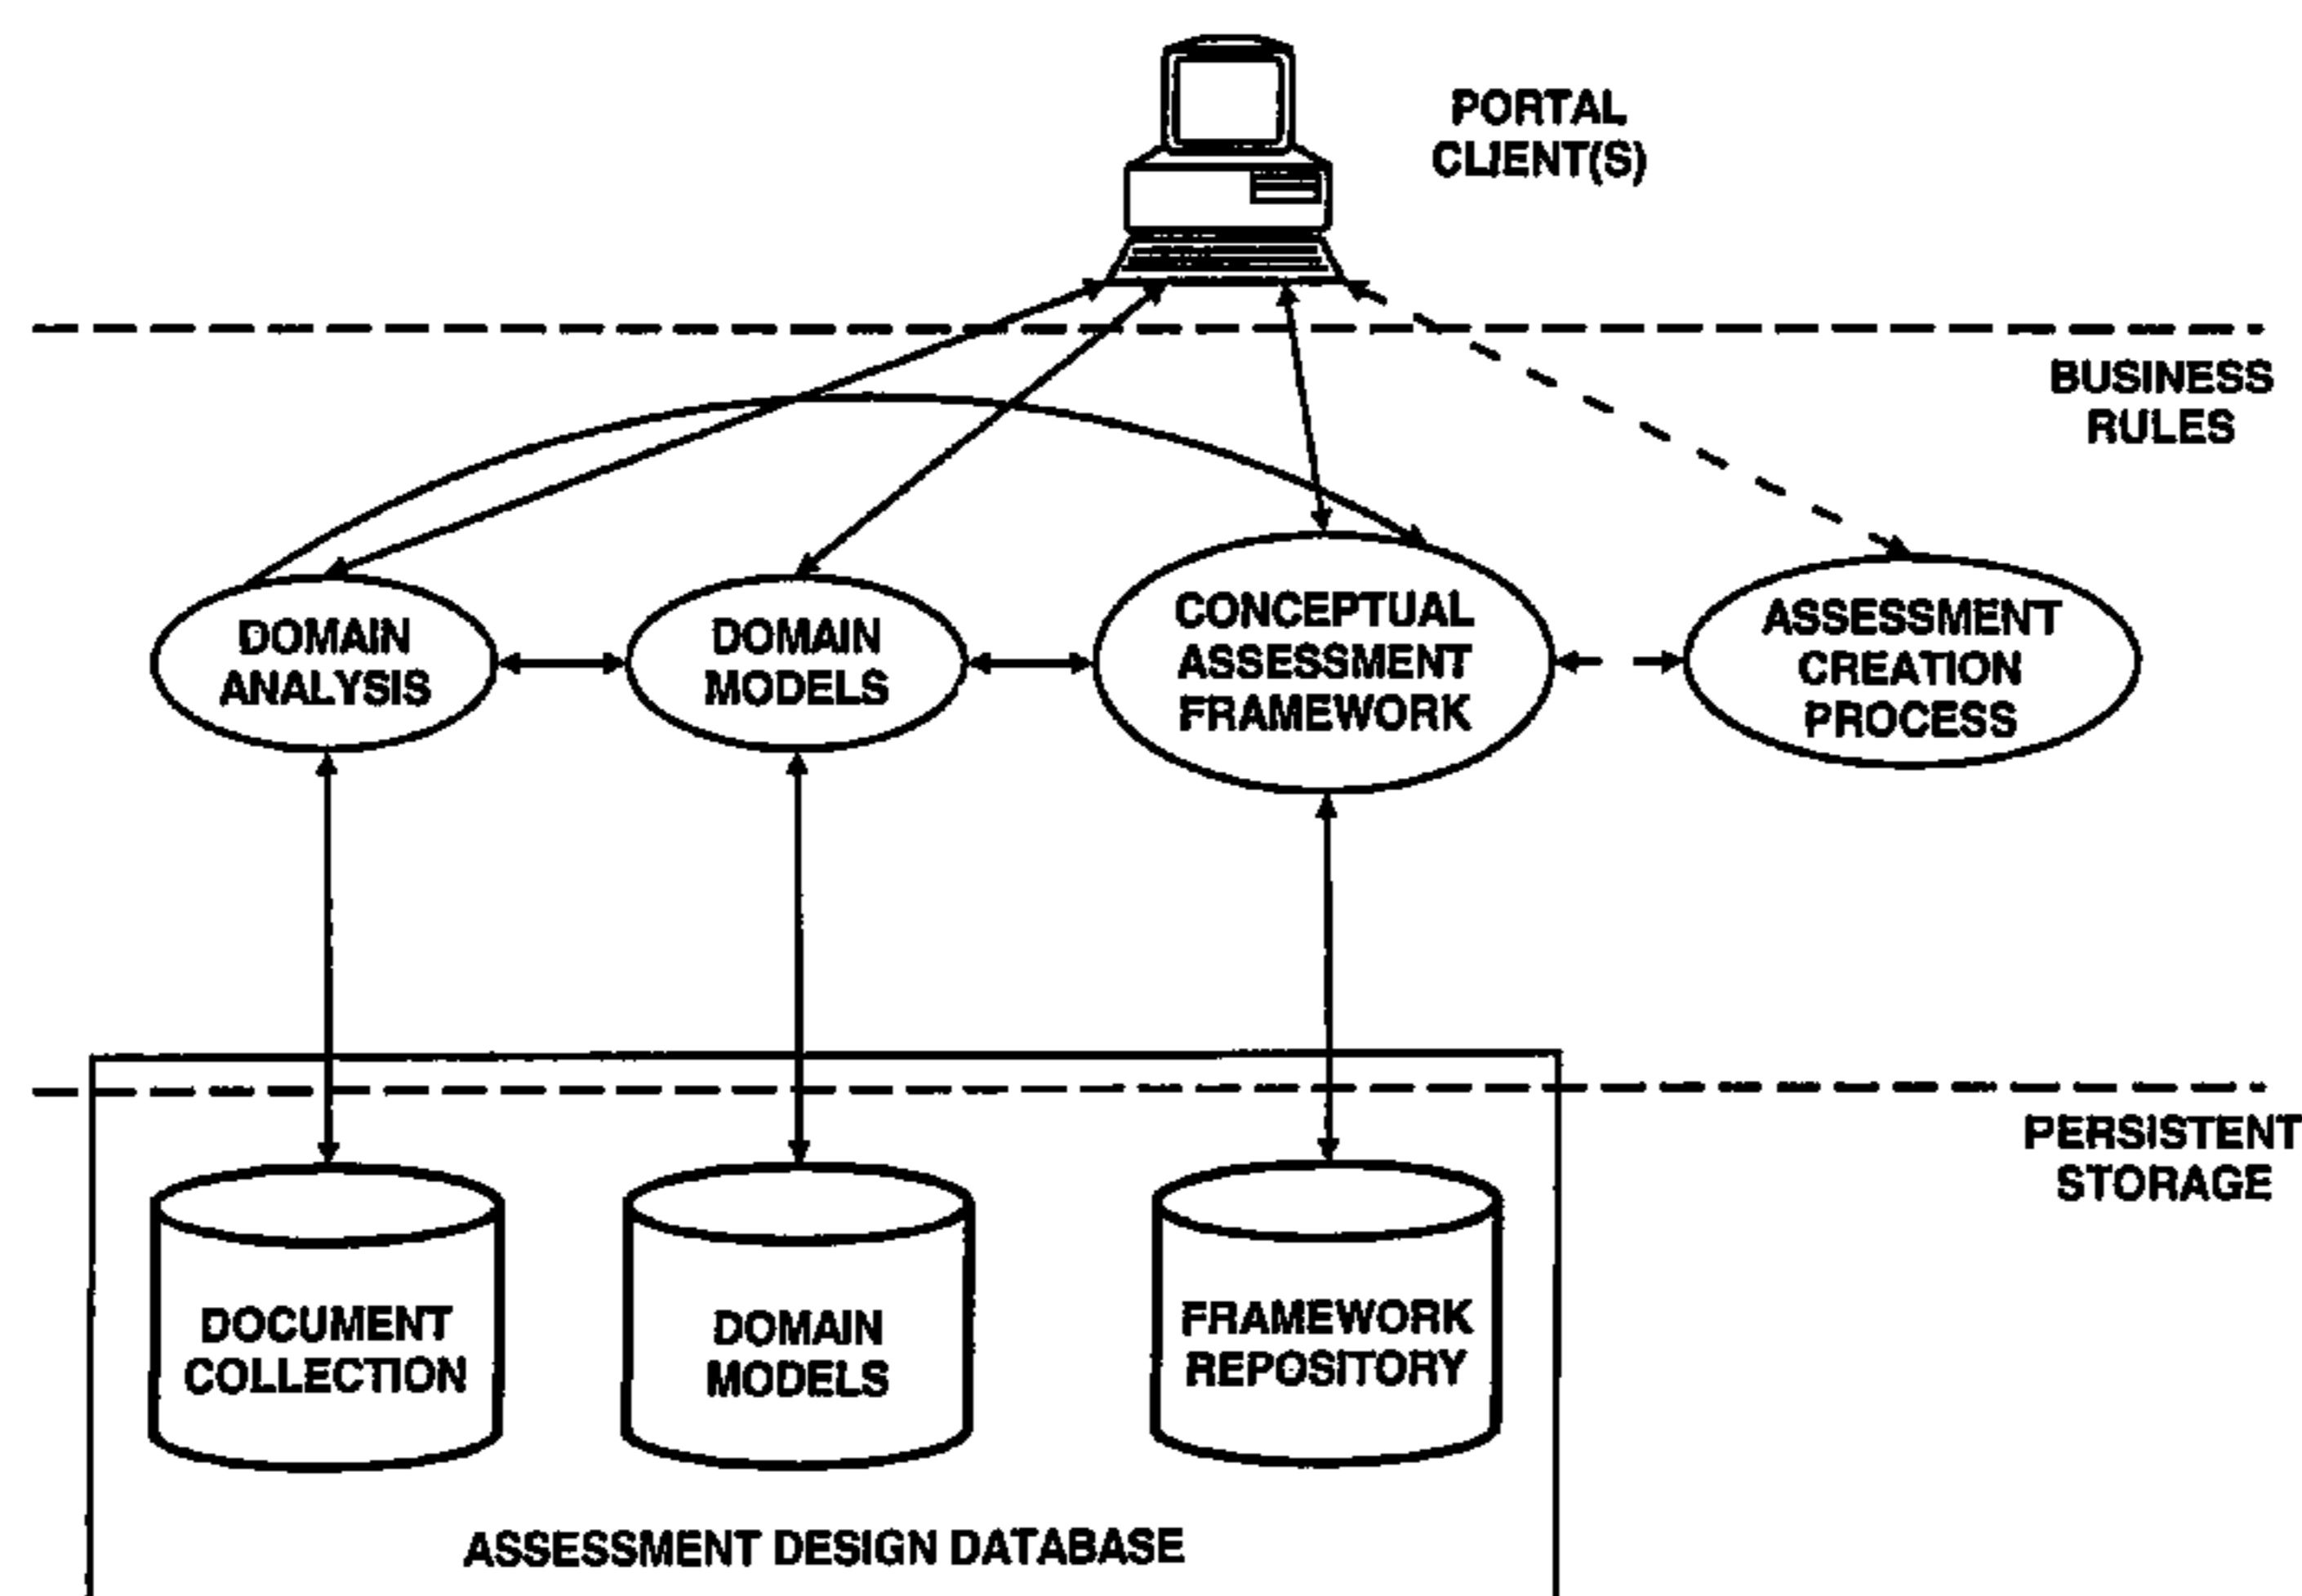 PORTAL
CLIENT(S)
BUSINESS
RULES
DOMAIN
ANALYSIS
DOMAIN
MODELS
CONCEPTUAL
ASSESSMENT
FRAMEWORK
ASSESSMENT
CREATION
PROCESS
PERSISTENT
STORAGE
DOCUMENT
COLLECTION
DOMAIN
MODELS
FRAMEWORK
REPOSITORY
ASSESSMENT DESIGN DATABASE